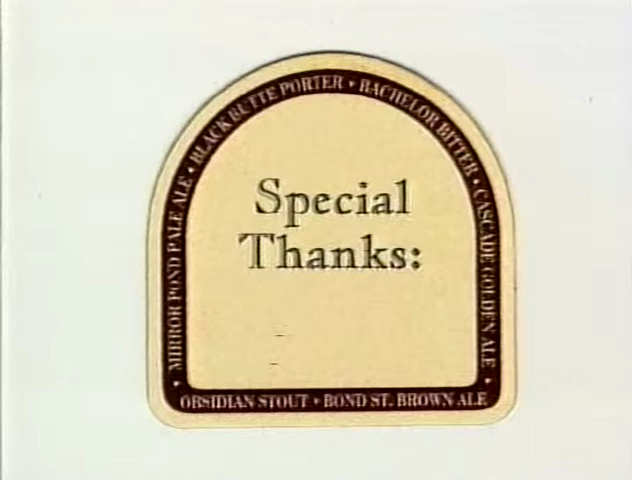 MIRROR POND PALE ALE • BLACK BUTTE PORTER • BACHELOR BITTER • CASCADE GOLDEN ALE •
Special
Thanks:
• OBSIDIAN STOUT • BOND ST. BROWN ALE